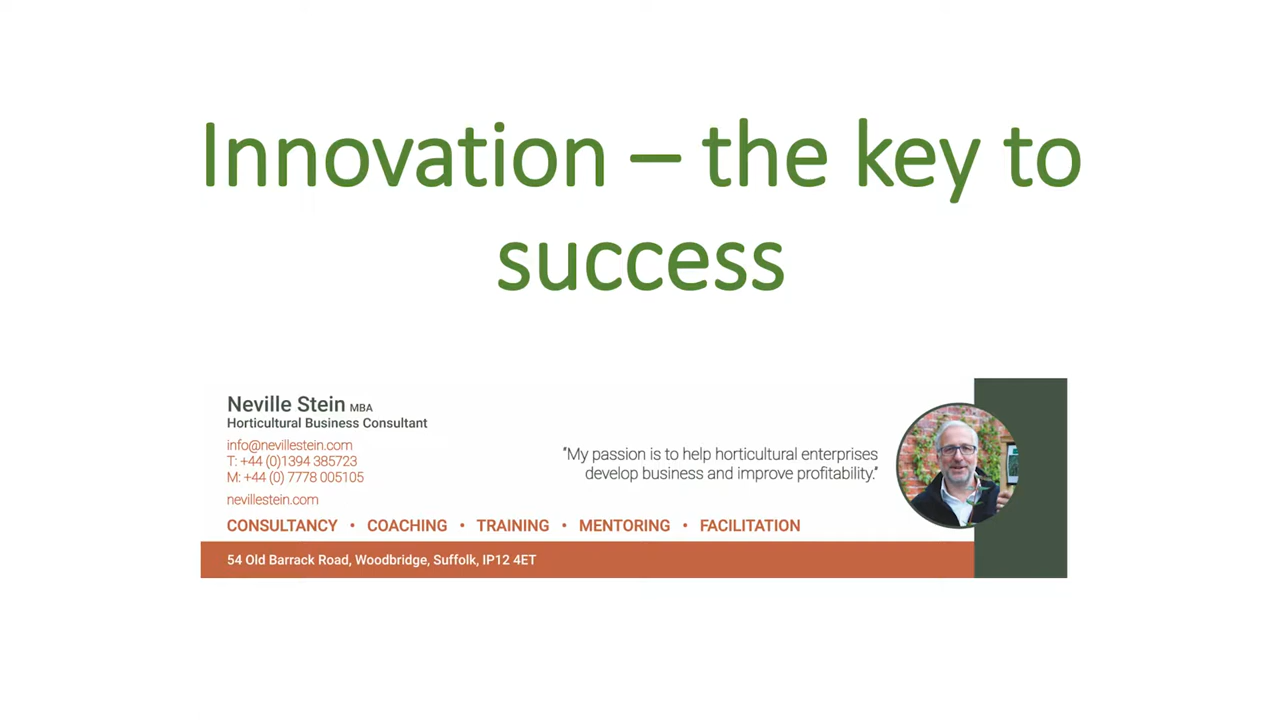 Innovation – the key to
success
Neville Stein MBA
Horticultural Business Consultant
info@nevillestein.com
T: +44 (0)1394 385723
M: +44 (0) 7778 005105
nevillestein.com
“My passion is to help horticultural enterprises
develop business and improve profitability.”
CONSULTANCY • COACHING • TRAINING • MENTORING • FACILITATION
54 Old Barrack Road, Woodbridge, Suffolk, IP12 4ET